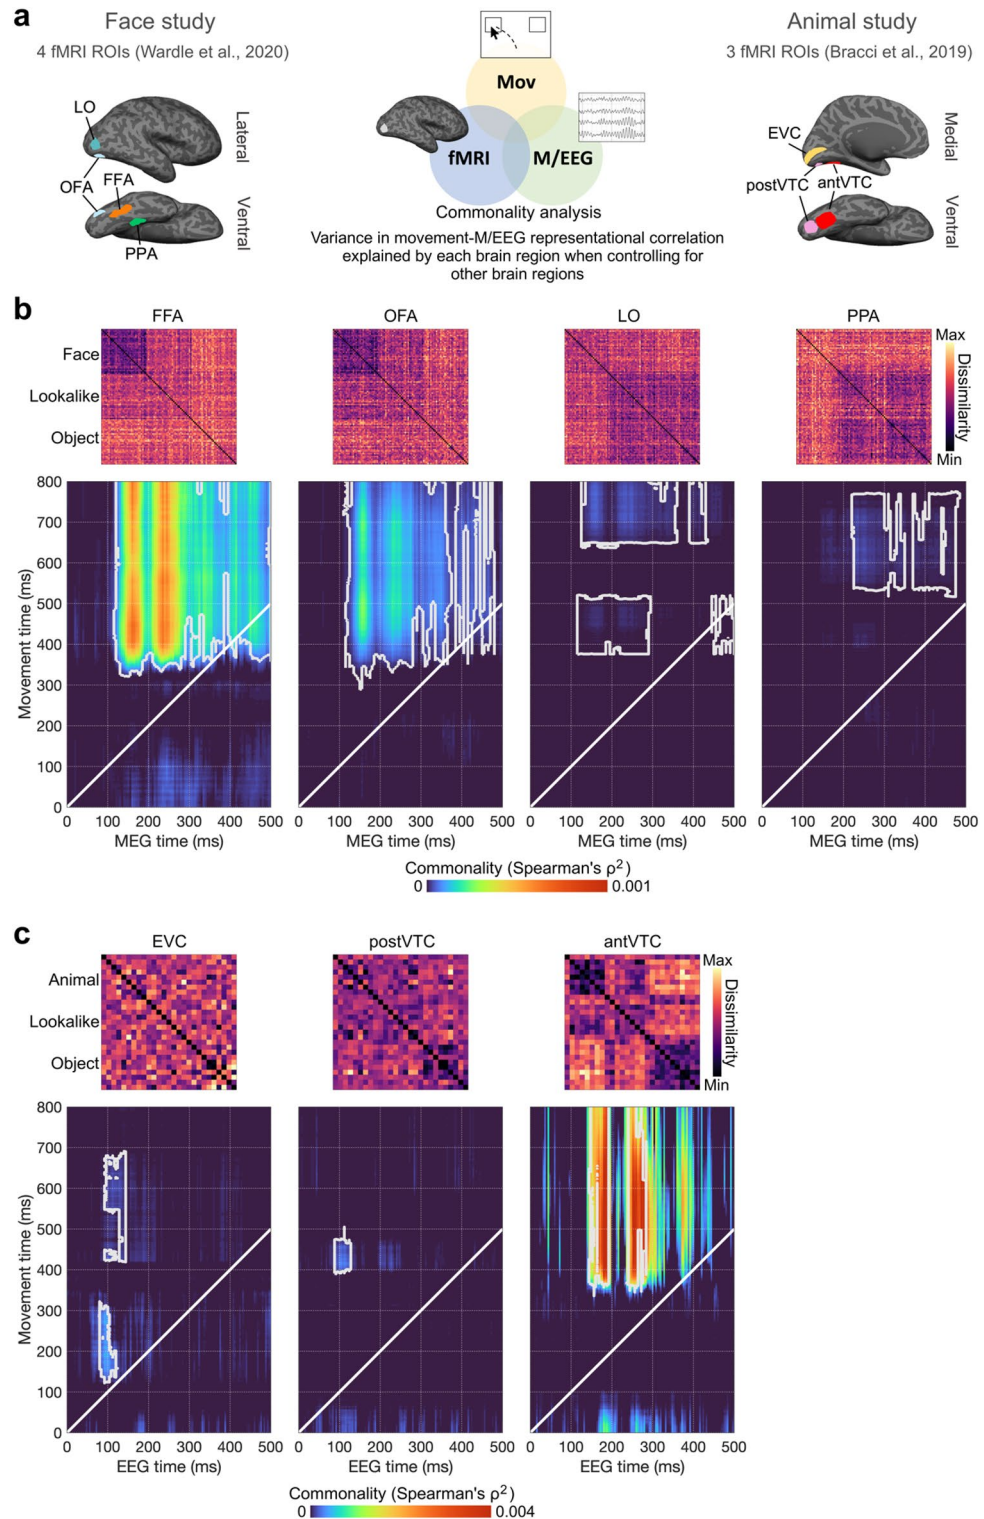 a
Face study
4 fMRI ROIs (Wardle et al., 2020)
LO
OFA
FFA
PPA
Lateral
Ventral
Mov
fMRI
M/EEG
Commonality analysis
Variance in movement-M/EEG representational correlation
explained by each brain region when controlling for
other brain regions
Animal study
3 fMRI ROIs (Bracci et al., 2019)
EVC
postVTC
antVTC
Medial
Ventral
b
FFA
OFA
LO
PPA
Face
Lookalike
Object
Max
Dissimilarity
Min
800
700
600
500
400
300
200
100
0
Movement time (ms)
0 100 200 300 400 500
MEG time (ms)
0 100 200 300 400 500
MEG time (ms)
0 100 200 300 400 500
MEG time (ms)
0 100 200 300 400 500
MEG time (ms)
Commonality (Spearman's ρ²)
0 0.001
c
EVC
postVTC
antVTC
Animal
Lookalike
Object
Max
Dissimilarity
Min
800
700
600
500
400
300
200
100
0
Movement time (ms)
0 100 200 300 400 500
EEG time (ms)
0 100 200 300 400 500
EEG time (ms)
0 100 200 300 400 500
EEG time (ms)
Commonality (Spearman's ρ²)
0 0.004